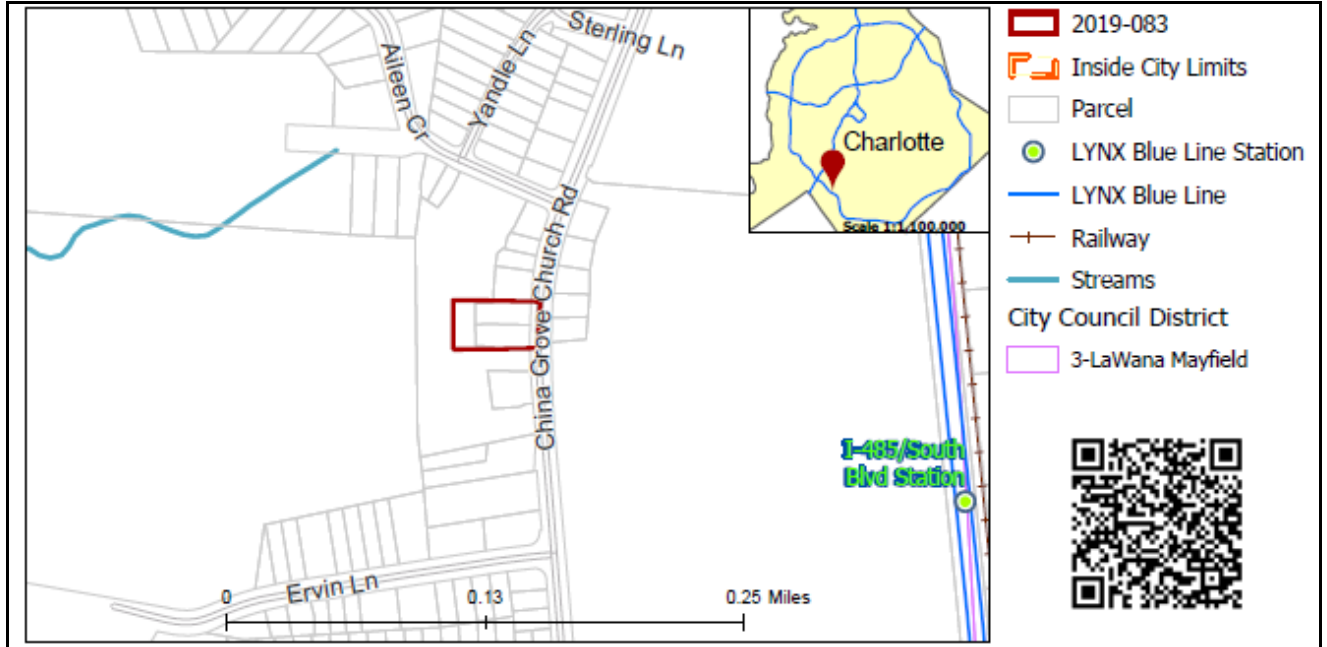 Sterling Ln
Yandle Ln
Aileen Cr
China Grove Church Rd
Ervin Ln
0
0.13
0.25 Miles
I-485/South
Blvd Station
Charlotte
Scale 1:1,100,000
2019-083
Inside City Limits
Parcel
LYNX Blue Line Station
LYNX Blue Line
Railway
Streams
City Council District
3-LaWana Mayfield